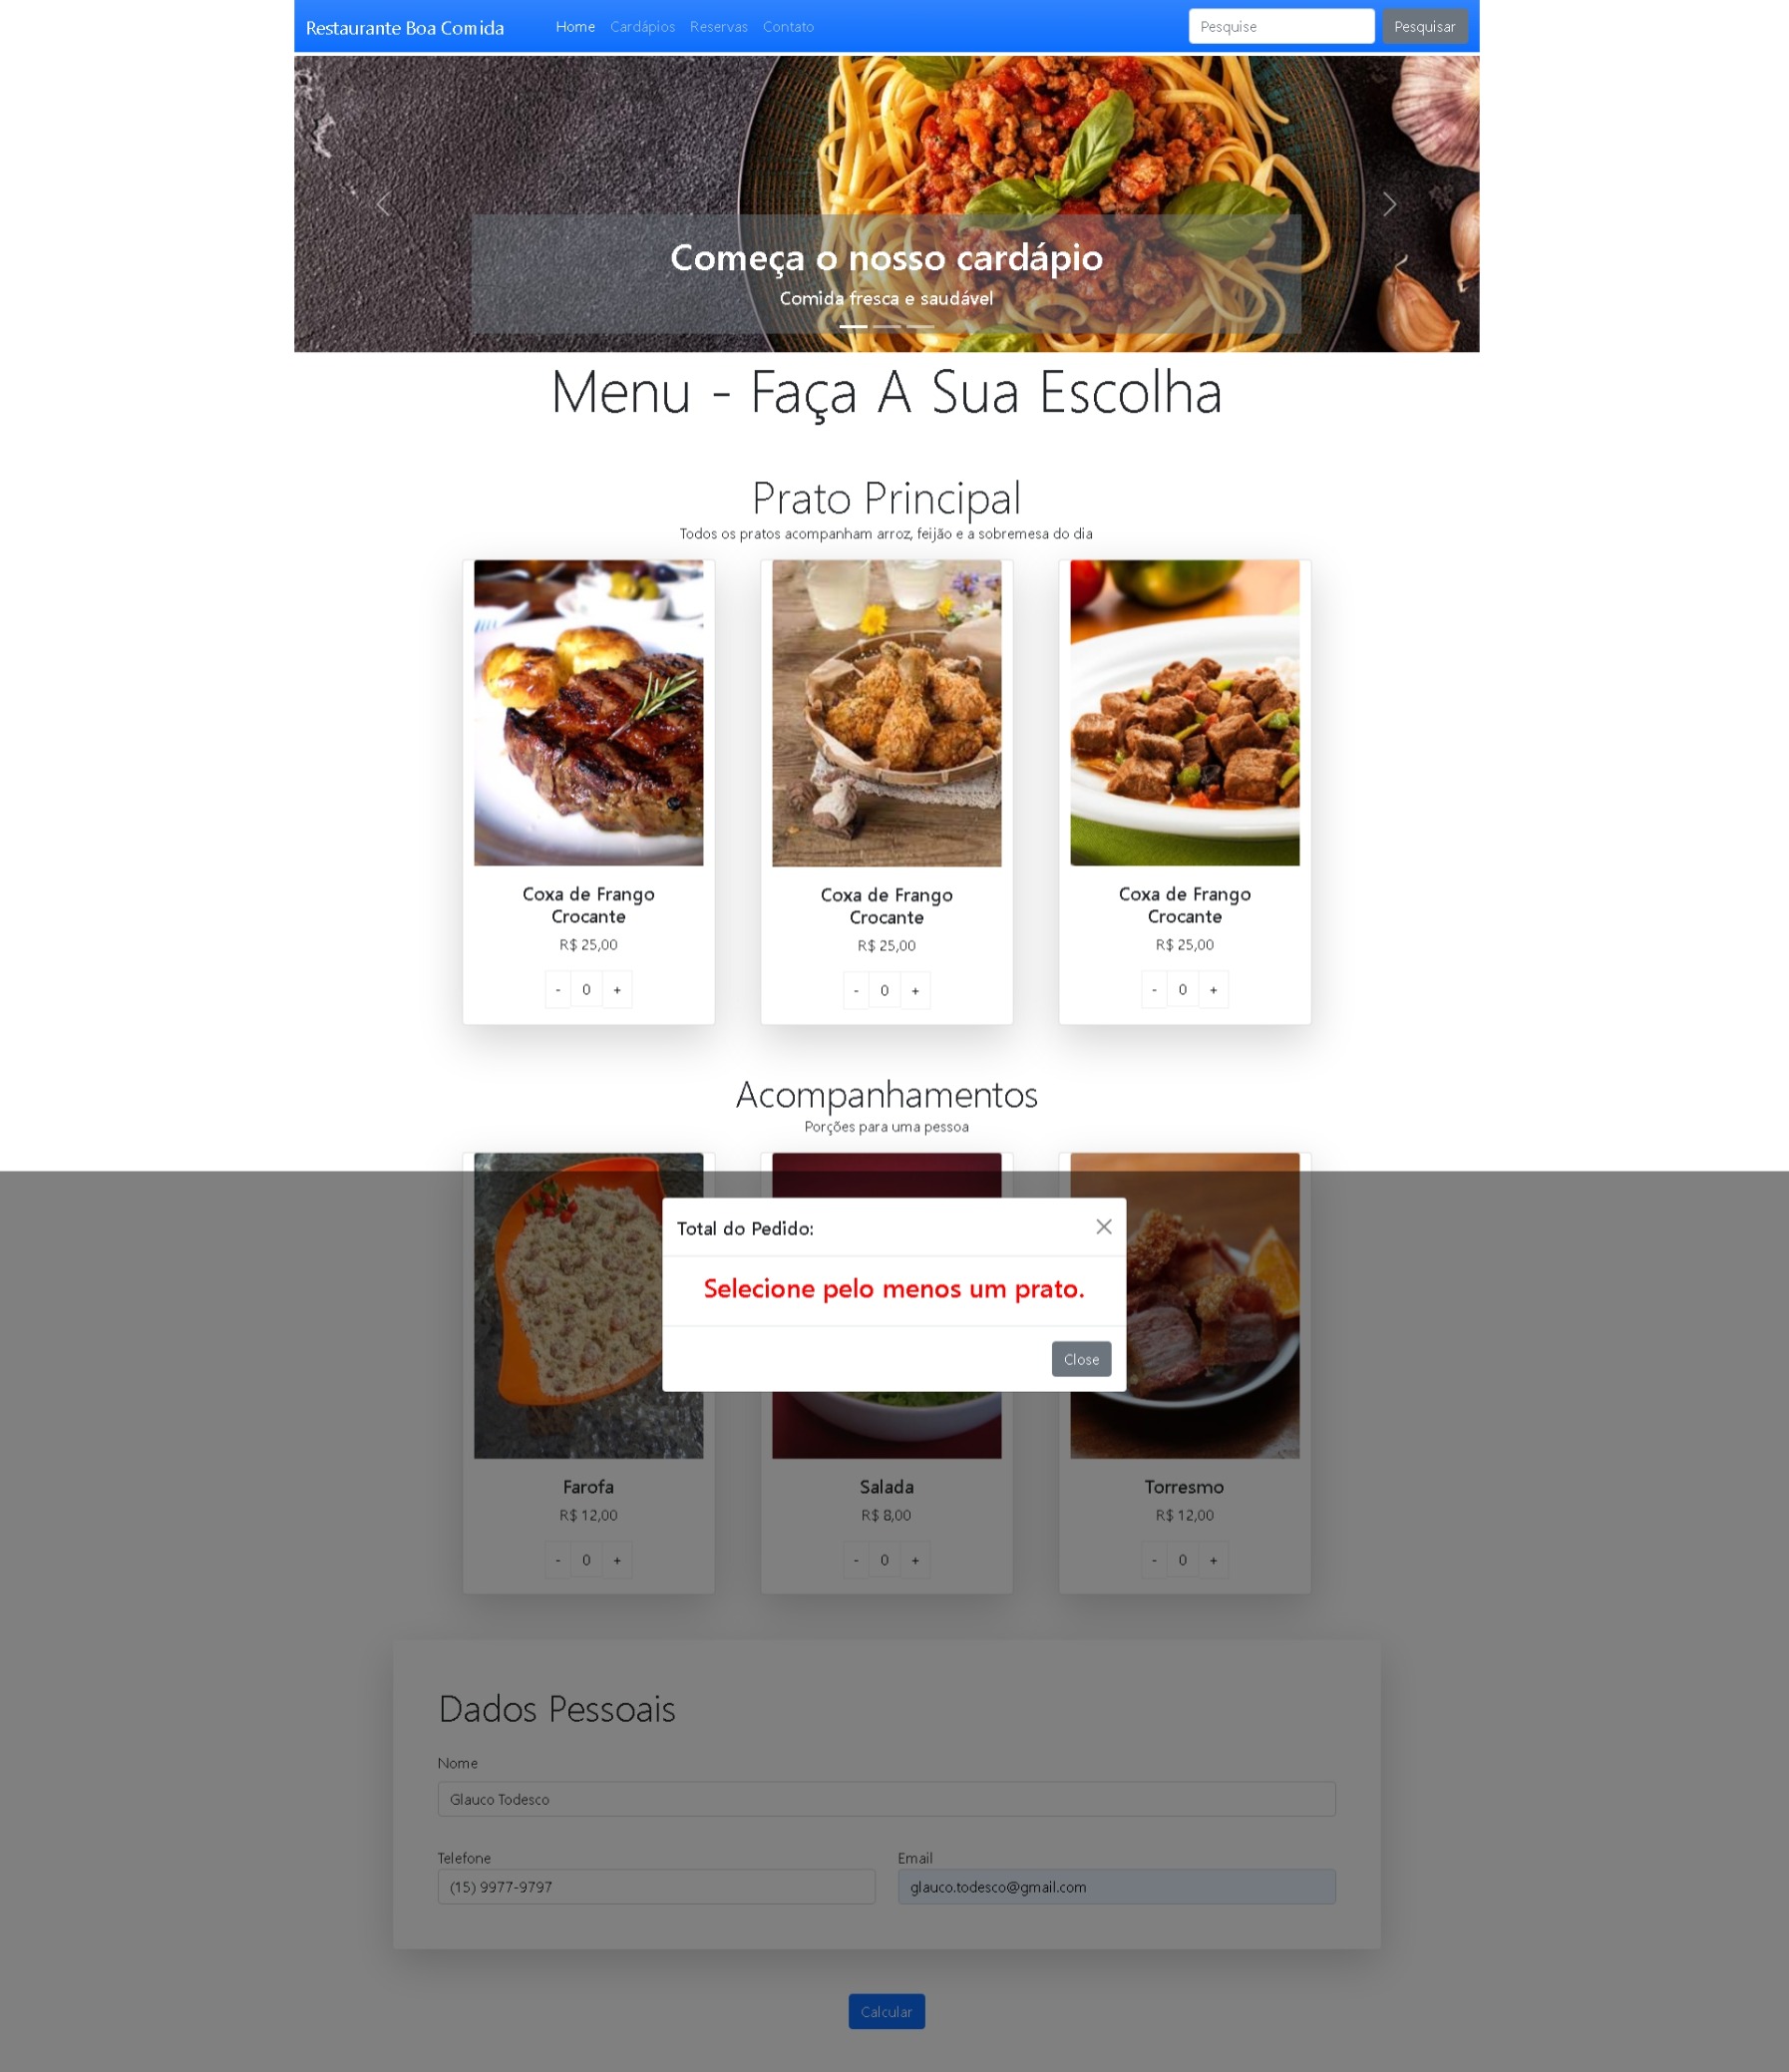 Restaurante Boa Comida Home Cardápios Reservas Contato Pesquise Pesquisar
Começa o nosso cardápio
Comida fresca e saudável
Menu - Faça A Sua Escolha
Prato Principal
Todos os pratos acompanham arroz, feijão e a sobremesa do dia
Coxa de Frango
Crocante
R$ 25,00
- 0 +
Coxa de Frango
Crocante
R$ 25,00
- 0 +
Coxa de Frango
Crocante
R$ 25,00
- 0 +
Acompanhamentos
Porções para uma pessoa
Total do Pedido:
Selecione pelo menos um prato.
Close
Farofa
R$ 12,00
- 0 +
Salada
R$ 8,00
- 0 +
Torresmo
R$ 12,00
- 0 +
Dados Pessoais
Nome
Glauco Todesco
Telefone
(15) 9977-9797
Email
glauco.todesco@gmail.com
Calcular